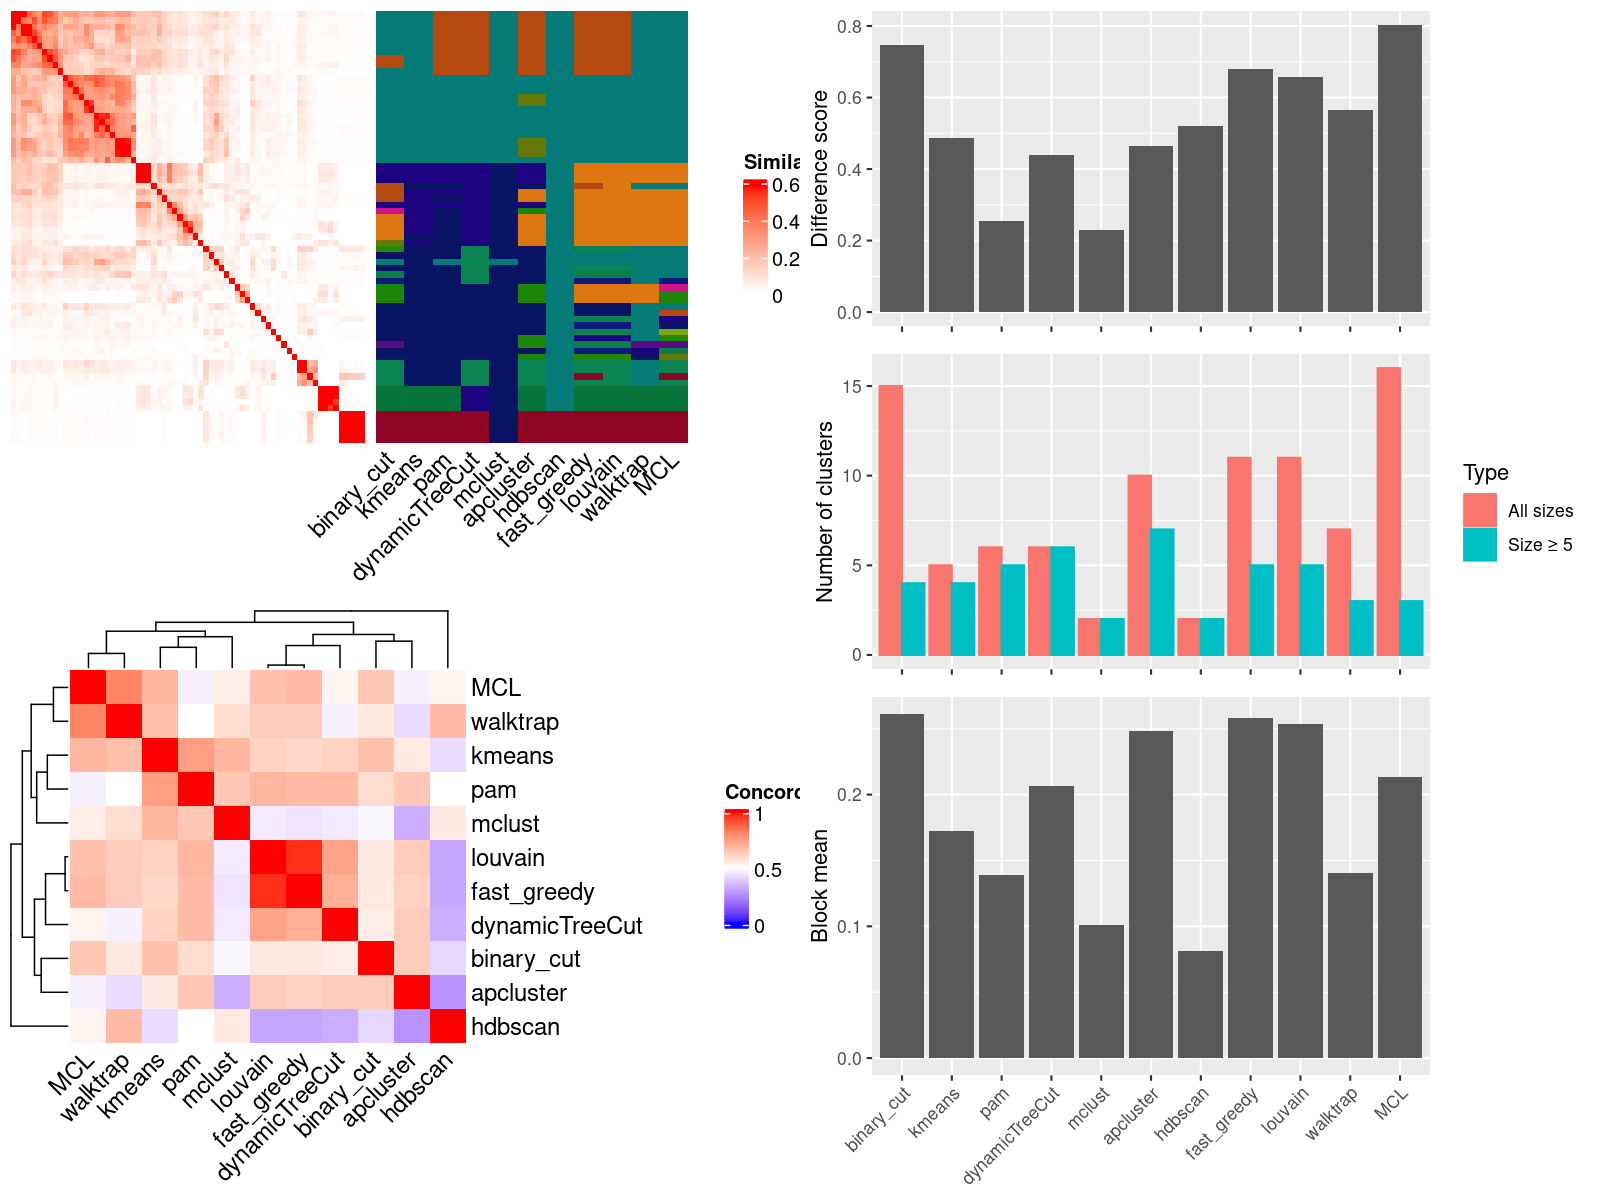 Simila
0.6
0.4
0.2
0
binary_cut
kmeans
pam
dynamicTreeCut
mclust
apcluster
hdbscan
fast_greedy
louvain
walktrap
MCL
MCL
walktrap
kmeans
pam
mclust
louvain
fast_greedy
dynamicTreeCut
binary_cut
apcluster
hdbscan
MCL
walktrap
kmeans
pam
mclust
louvain
fast_greedy
dynamicTreeCut
binary_cut
apcluster
hdbscan
Concord
1
0.5
0
Difference score
0.8
0.6
0.4
0.2
0.0
Number of clusters
15
10
5
0
Type
All sizes
Size ≥ 5
Block mean
0.2
0.1
0.0
binary_cut
kmeans
pam
dynamicTreeCut
mclust
apcluster
hdbscan
fast_greedy
louvain
walktrap
MCL